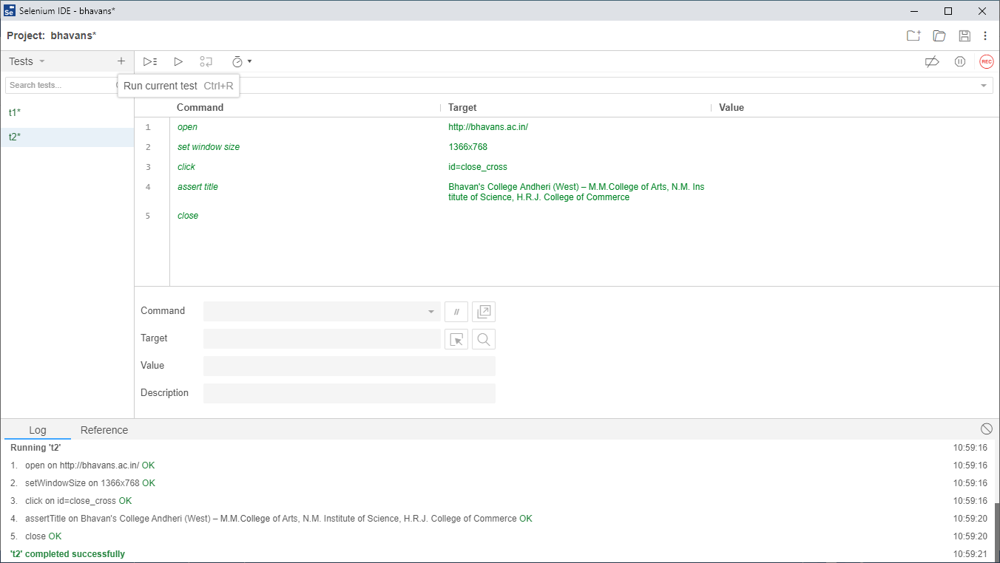 Selenium IDE - bhavans*
Project: bhavans*
Tests
REC
Search tests...
Run current test Ctrl+R
Command Target Value
t1*
t2*
1 open http://bhavans.ac.in/
2 set window size 1366x768
3 click id=close_cross
4 assert title Bhavan's College Andheri (West) – M.M.College of Arts, N.M. Ins
titute of Science, H.R.J. College of Commerce
5 close
Command //
Target
Value
Description
Log Reference
Running 't2' 10:59:16
1. open on http://bhavans.ac.in/ OK 10:59:16
2. setWindowSize on 1366x768 OK 10:59:16
3. click on id=close_cross OK 10:59:16
4. assertTitle on Bhavan's College Andheri (West) – M.M.College of Arts, N.M. Institute of Science, H.R.J. College of Commerce OK 10:59:20
5. close OK 10:59:20
't2' completed successfully 10:59:21